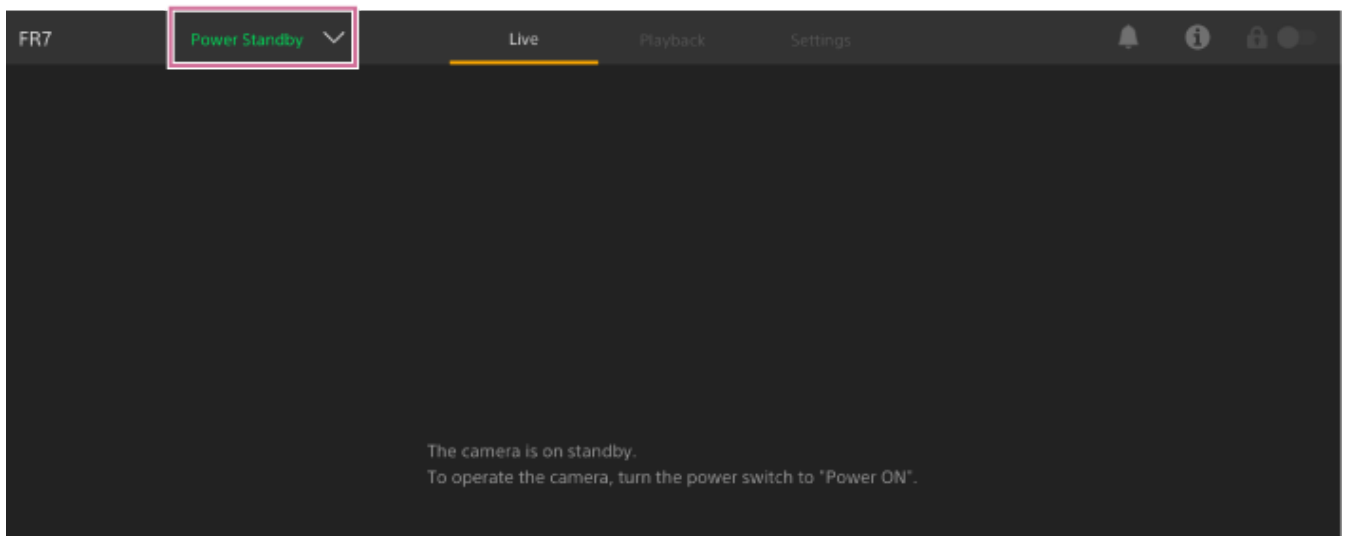 FR7
Power Standby
Live
Playback
Settings
The camera is on standby.
To operate the camera, turn the power switch to "Power ON".